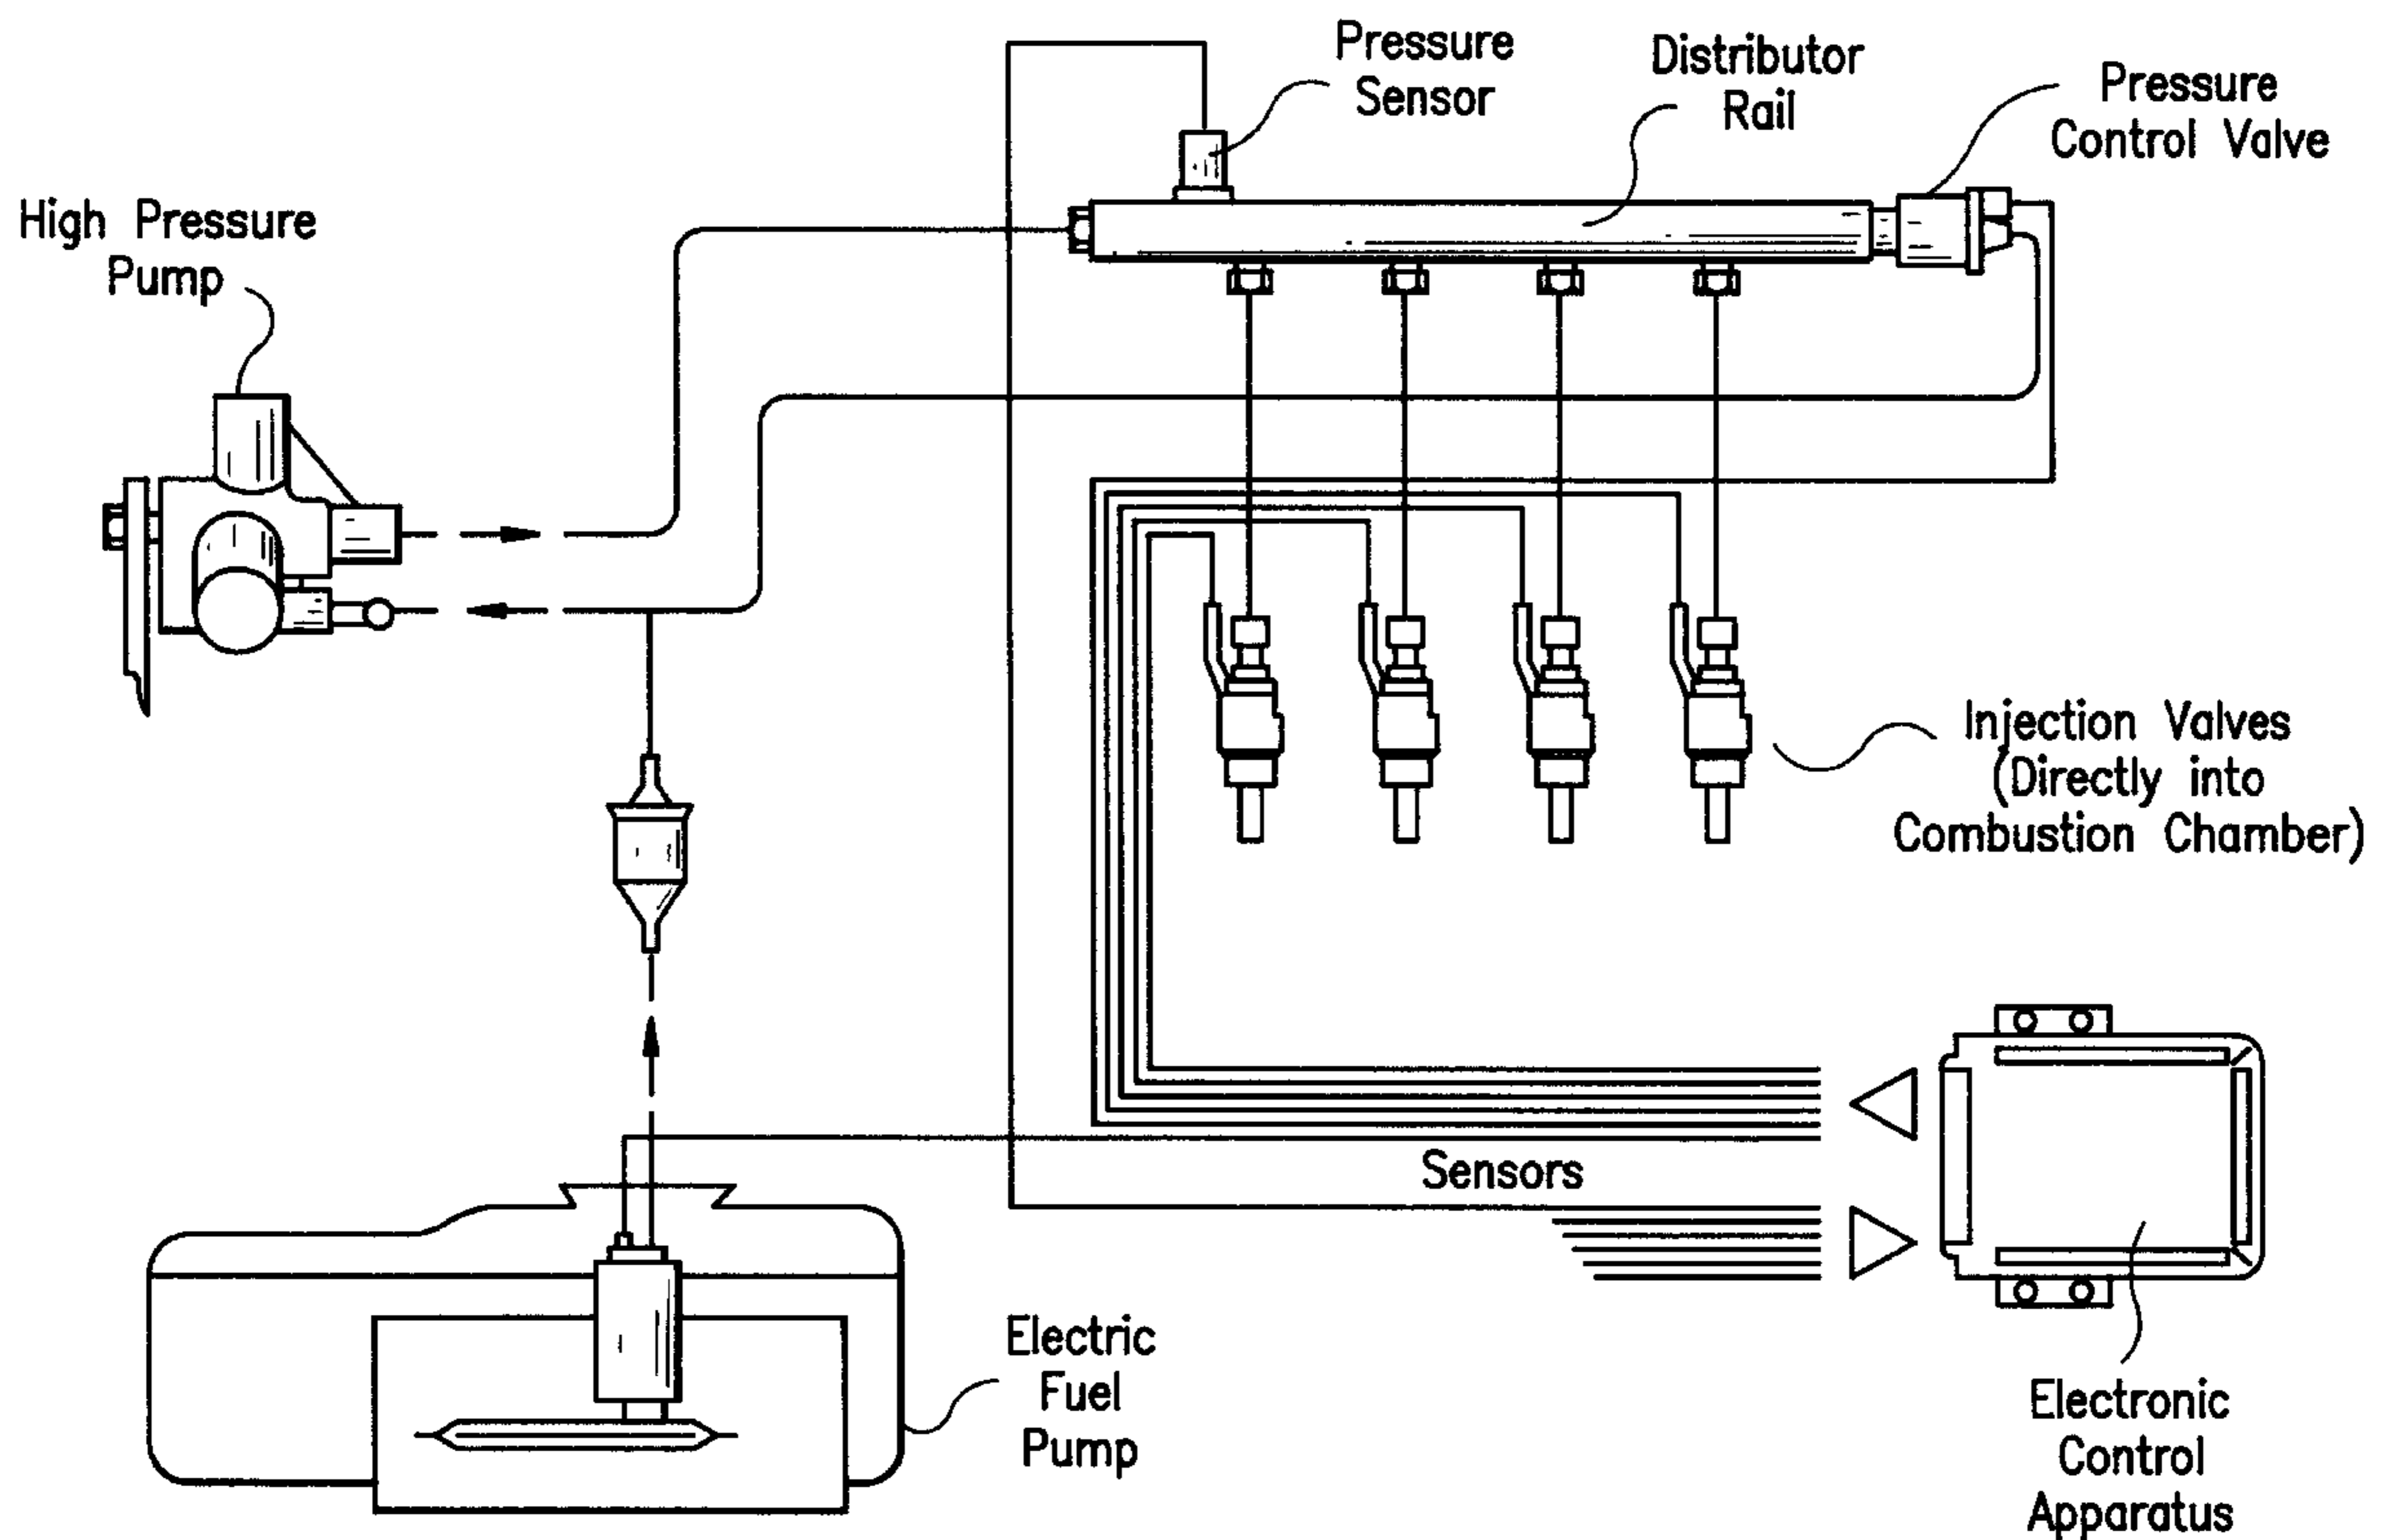 Pressure
Sensor
Distributor
Rail
Pressure
Control Valve
High Pressure
Pump
Injection Valves
(Directly into
Combustion Chamber)
Sensors
Electric
Fuel
Pump
Electronic
Control
Apparatus